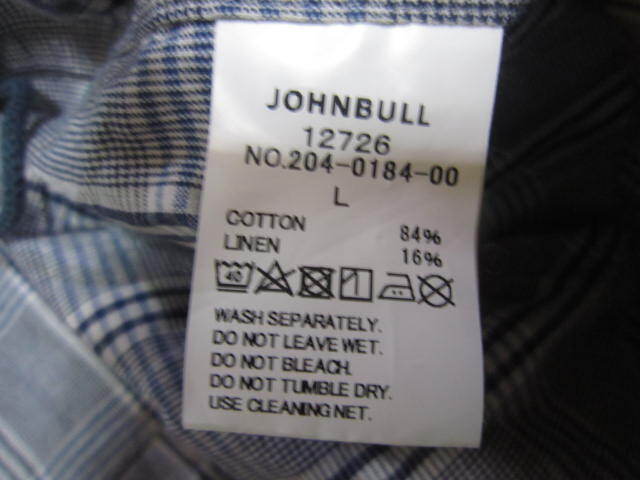 JOHNBULL
12726
NO.204-0184-00
L
COTTON 84%
LINEN 16%
40
WASH SEPARATELY.
DO NOT LEAVE WET.
DO NOT BLEACH.
DO NOT TUMBLE DRY.
USE CLEANING NET.